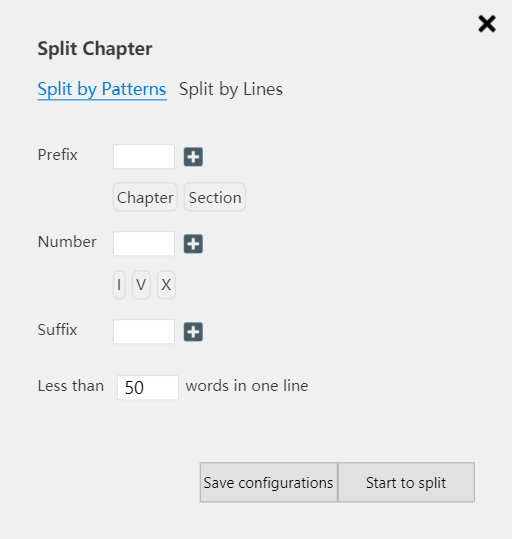 Split Chapter
Split by Patterns Split by Lines
Prefix
Chapter Section
Number
I V X
Suffix
Less than 50 words in one line
Save configurations Start to split